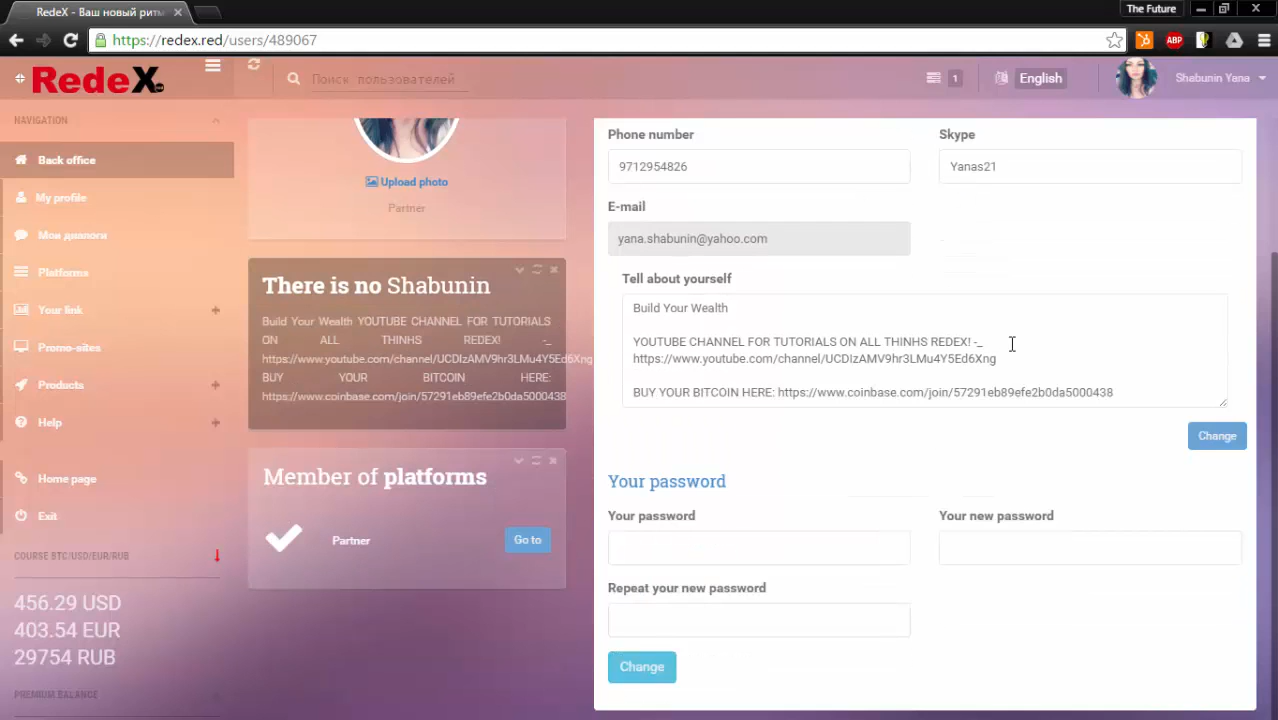 RedeX - Ваш новый ритм
The Future
https://redex.red/users/489067
ABP
RedeX
Поиск пользователей
1
English
Shabunin Yana
NAVIGATION
Back office
My profile
Мои диалоги
Platforms
Your link
Promo-sites
Products
Help
Home page
Exit
COURSE BTC/USD/EUR/RUB
456.29 USD
403.54 EUR
29754 RUB
PREMIUM BALANCE
Upload photo
Partner
There is no Shabunin
Build Your Wealth YOUTUBE CHANNEL FOR TUTORIALS
ON ALL THINHS REDEX! -_
https://www.youtube.com/channel/UCDIzAMV9hr3LMu4Y5Ed6Xng
BUY YOUR BITCOIN HERE:
https://www.coinbase.com/join/57291eb89efe2b0da5000438
Member of platforms
Partner
Go to
Phone number
9712954826
Skype
Yanas21
E-mail
yana.shabunin@yahoo.com
Tell about yourself
Build Your Wealth
YOUTUBE CHANNEL FOR TUTORIALS ON ALL THINHS REDEX! -_
https://www.youtube.com/channel/UCDIzAMV9hr3LMu4Y5Ed6Xng
BUY YOUR BITCOIN HERE: https://www.coinbase.com/join/57291eb89efe2b0da5000438
Change
Your password
Your password
Your new password
Repeat your new password
Change